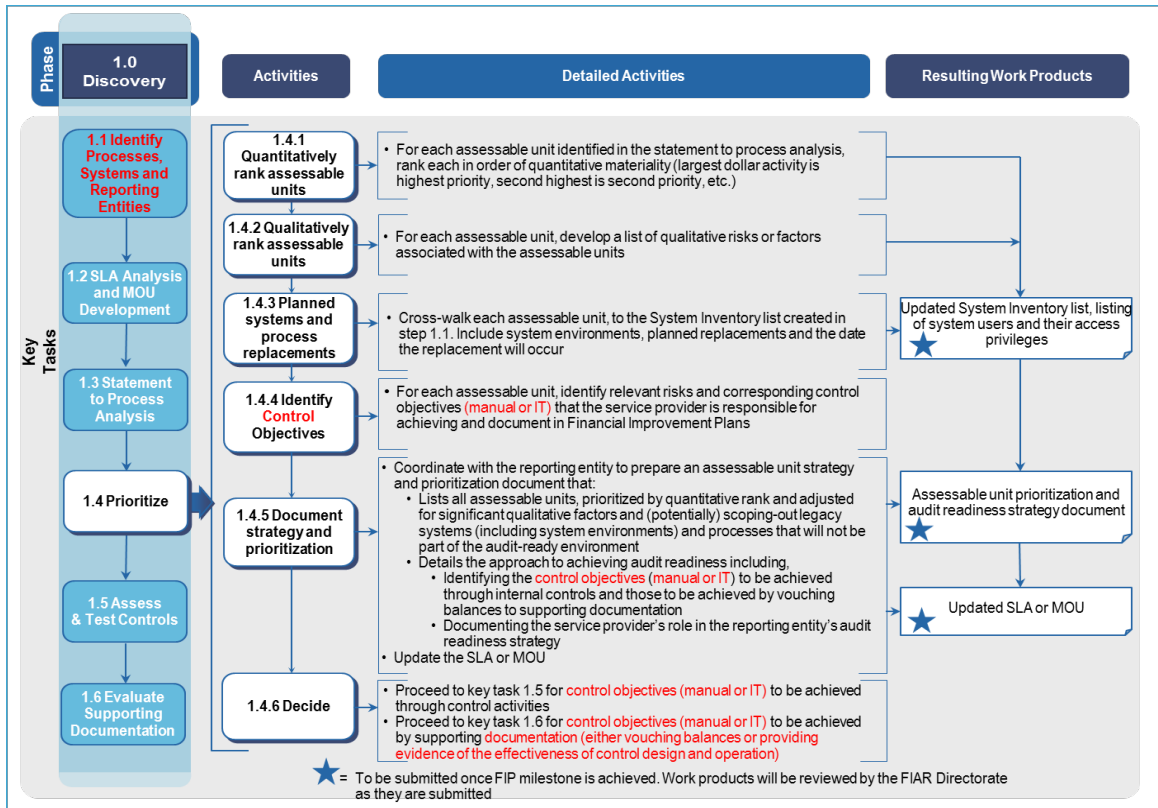 Phase
1.0
Discovery
Activities
Detailed Activities
Resulting Work Products
Key
Tasks
1.1 Identify
Processes,
Systems and
Reporting
Entities
1.2 SLA Analysis
and MOU
Development
1.3 Statement
to Process
Analysis
1.4 Prioritize
1.5 Assess
& Test Controls
1.6 Evaluate
Supporting
Documentation
1.4.1
Quantitatively
rank assessable
units
• For each assessable unit identified in the statement to process analysis,
rank each in order of quantitative materiality (largest dollar activity is
highest priority, second highest is second priority, etc.)
1.4.2 Qualitatively
rank assessable
units
• For each assessable unit, develop a list of qualitative risks or factors
associated with the assessable units
1.4.3 Planned
systems and
process
replacements
• Cross-walk each assessable unit, to the System Inventory list created in
step 1.1. Include system environments, planned replacements and the date
the replacement will occur
Updated System Inventory list, listing
of system users and their access
privileges
1.4.4 Identify
Control
Objectives
• For each assessable unit, identify relevant risks and corresponding control
objectives (manual or IT) that the service provider is responsible for
achieving and document in Financial Improvement Plans
1.4.5 Document
strategy and
prioritization
• Coordinate with the reporting entity to prepare an assessable unit strategy
and prioritization document that:
• Lists all assessable units, prioritized by quantitative rank and adjusted
for significant qualitative factors and (potentially) scoping-out legacy
systems (including system environments) and processes that will not be
part of the audit-ready environment
• Details the approach to achieving audit readiness including,
• Identifying the control objectives (manual or IT) to be achieved
through internal controls and those to be achieved by vouching
balances to supporting documentation
• Documenting the service provider's role in the reporting entity's audit
readiness strategy
• Update the SLA or MOU
Assessable unit prioritization and
audit readiness strategy document
Updated SLA or MOU
1.4.6 Decide
• Proceed to key task 1.5 for control objectives (manual or IT) to be achieved
through control activities
• Proceed to key task 1.6 for control objectives (manual or IT) to be achieved
by supporting documentation (either vouching balances or providing
evidence of the effectiveness of control design and operation)
= To be submitted once FIP milestone is achieved. Work products will be reviewed by the FIAR Directorate
as they are submitted